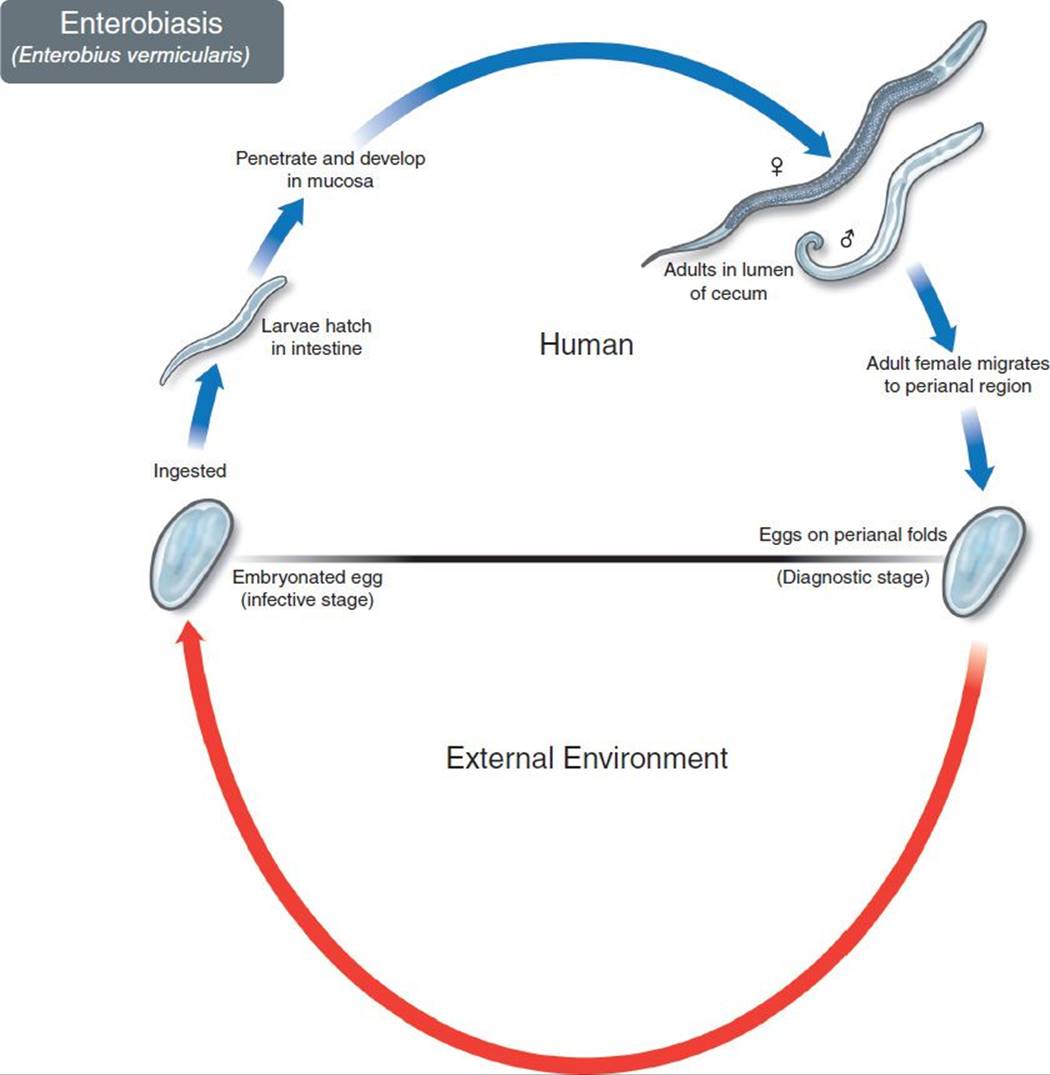 Enterobiasis
(Enterobius vermicularis)
Penetrate and develop
in mucosa
♀
♂
Adults in lumen
of cecum
Larvae hatch
in intestine
Human
Adult female migrates
to perianal region
Ingested
Eggs on perianal folds
(Diagnostic stage)
Embryonated egg
(infective stage)
External Environment